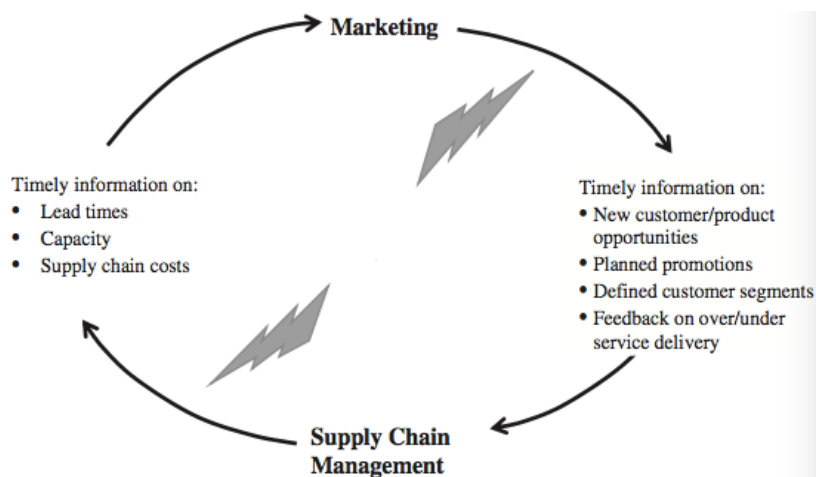 Marketing
Timely information on:
• Lead times
• Capacity
• Supply chain costs
Timely information on:
• New customer/product
opportunities
• Planned promotions
• Defined customer segments
• Feedback on over/under
service delivery
Supply Chain
Management